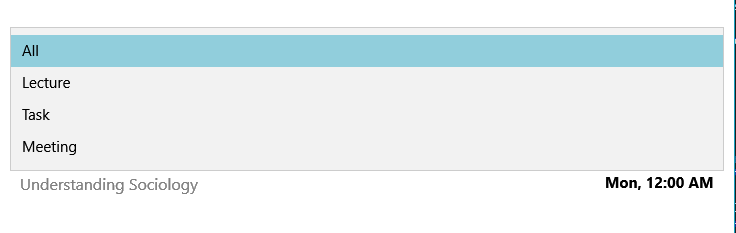 All
Lecture
Task
Meeting
Understanding Sociology Mon, 12:00 AM